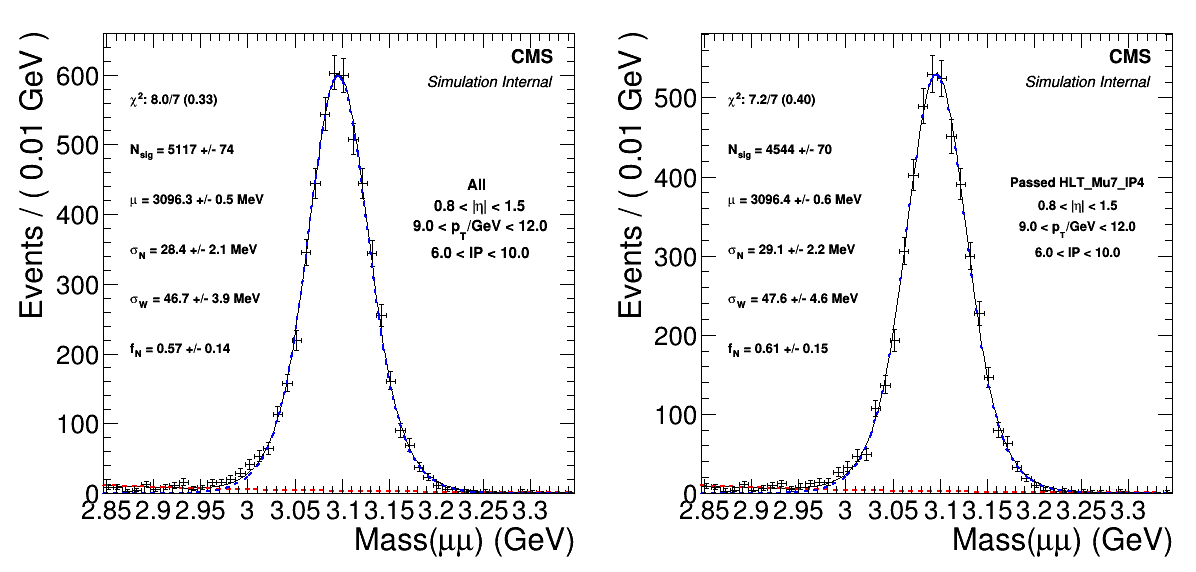 Events / ( 0.01 GeV )
CMS
Simulation Internal
χ²: 8.0/7 (0.33)
N_sig = 5117 +/- 74
μ = 3096.3 +/- 0.5 MeV
σ_N = 28.4 +/- 2.1 MeV
σ_W = 46.7 +/- 3.9 MeV
f_N = 0.57 +/- 0.14
All
0.8 < |η| < 1.5
9.0 < p_T/GeV < 12.0
6.0 < IP < 10.0
600
500
400
300
200
100
0
2.85 2.9 2.95 3 3.05 3.1 3.15 3.2 3.25 3.3
Mass(μμ) (GeV)
Events / ( 0.01 GeV )
CMS
Simulation Internal
χ²: 7.2/7 (0.40)
N_sig = 4544 +/- 70
μ = 3096.4 +/- 0.6 MeV
σ_N = 29.1 +/- 2.2 MeV
σ_W = 47.6 +/- 4.6 MeV
f_N = 0.61 +/- 0.15
Passed HLT_Mu7_IP4
0.8 < |η| < 1.5
9.0 < p_T/GeV < 12.0
6.0 < IP < 10.0
500
400
300
200
100
0
2.85 2.9 2.95 3 3.05 3.1 3.15 3.2 3.25 3.3
Mass(μμ) (GeV)